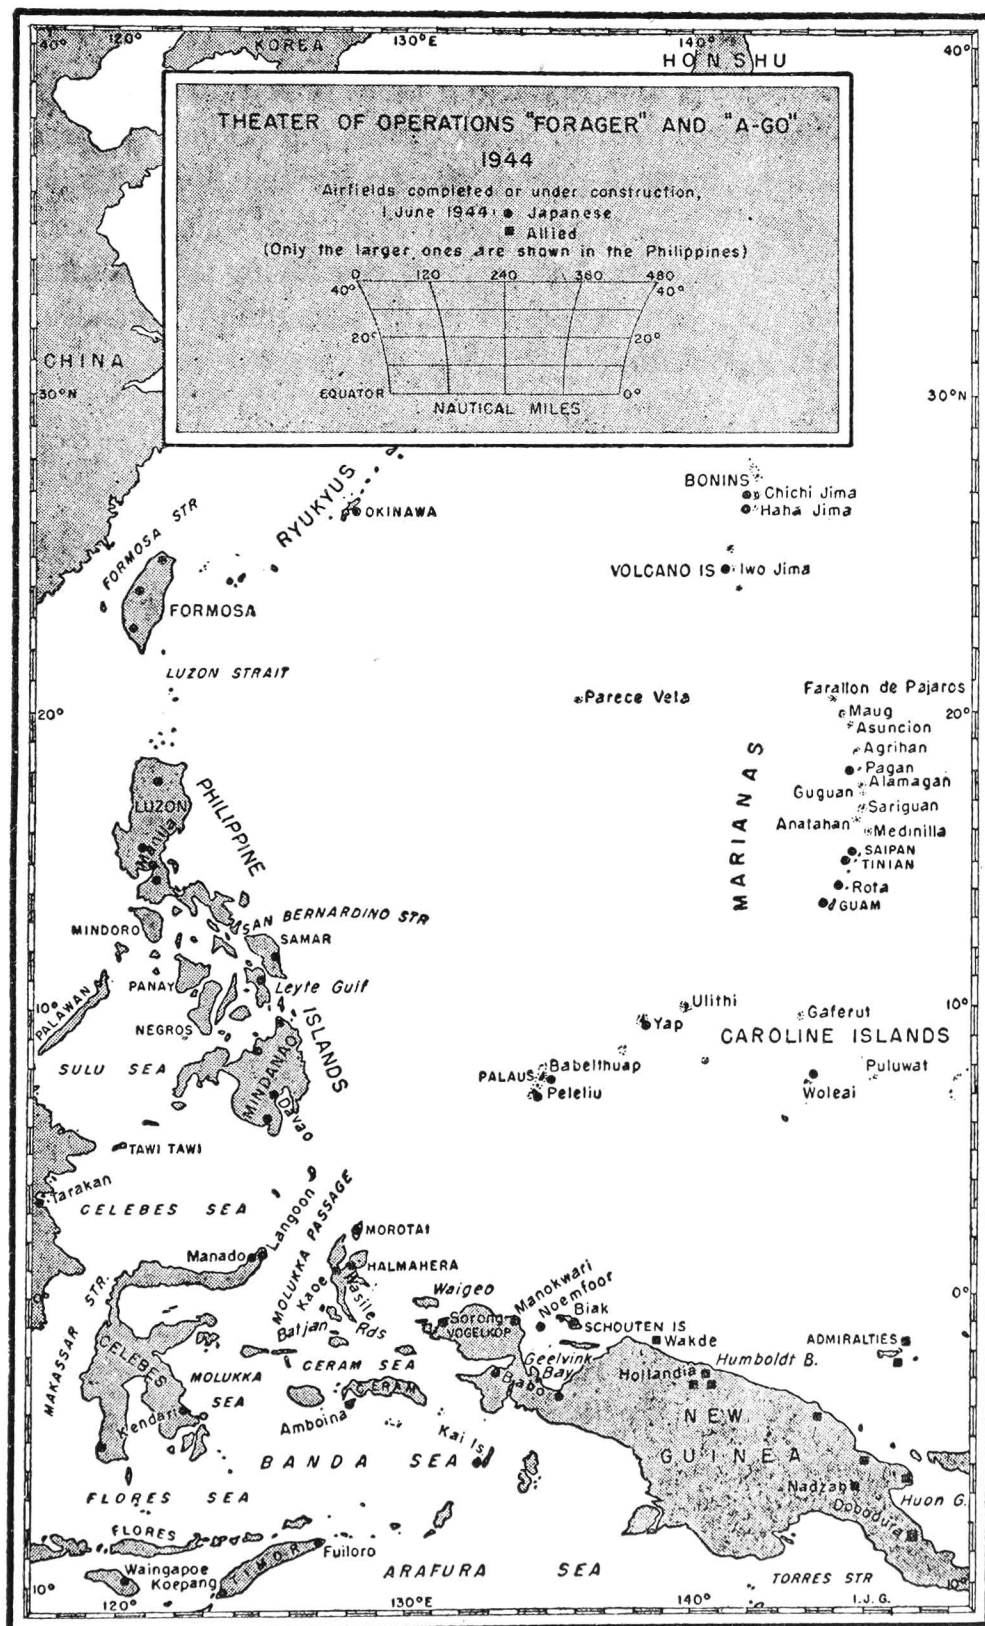 40°
120°
130°E
140°
40°
KOREA
HONSHU
THEATER OF OPERATIONS "FORAGER" AND "A-GO"
1944
Airfields completed or under construction,
1 June 1944: ● Japanese
■ Allied
(Only the larger ones are shown in the Philippines)
0 120 240 360 480
40° 40°
20° 20°
EQUATOR 0°
NAUTICAL MILES
CHINA
30°N
30°N
RYUKYUS
OKINAWA
BONINS
Chichi Jima
Haha Jima
FORMOSA STR
VOLCANO IS
Iwo Jima
FORMOSA
LUZON STRAIT
Farallon de Pajaros
Parece Vela
20°
20°
Maug
Asuncion
Agrihan
Pagan
Alamagan
Guguan
Sariguan
Anatahan
Medinilla
SAIPAN
TINIAN
Rota
GUAM
MARIANAS
LUZON
Manila
PHILIPPINE
ISLANDS
SAN BERNARDINO STR
MINDORO
SAMAR
PANAY
Leyte Gulf
PALAWAN
10°
NEGROS
Ulithi
Gaferut
10°
Yap
CAROLINE ISLANDS
SULU SEA
MINDANAO
Davao
Babelthuap
PALAUS
Peleliu
Puluwat
Woleai
TAWI TAWI
Tarakan
CELEBES SEA
Langoon
MOLUKKA PASSAGE
MOROTAI
Manado
HALMAHERA
Kaoe
Wasile
Waigeo
Manokwari
Noemfoor
0°
0°
MAKASSAR STR.
Batjan
Rds
Sorong
VOGELKOP
Biak
SCHOUTEN IS
Wakde
ADMIRALTIES
CELEBES
CERAM SEA
Geelvink
Bay
Humboldt B.
Hollandia
MOLUKKA
SEA
CERAM
Babo
Kendari
Amboina
Kai Is
NEW
GUINEA
BANDA SEA
Nadzab
Huon G.
Dobodura
FLORES SEA
FLORES
Fuiloro
TIMOR
Waingapoe
Koepang
ARAFURA SEA
TORRES STR
10°
10°
120°
130°E
140°
I.J.G.